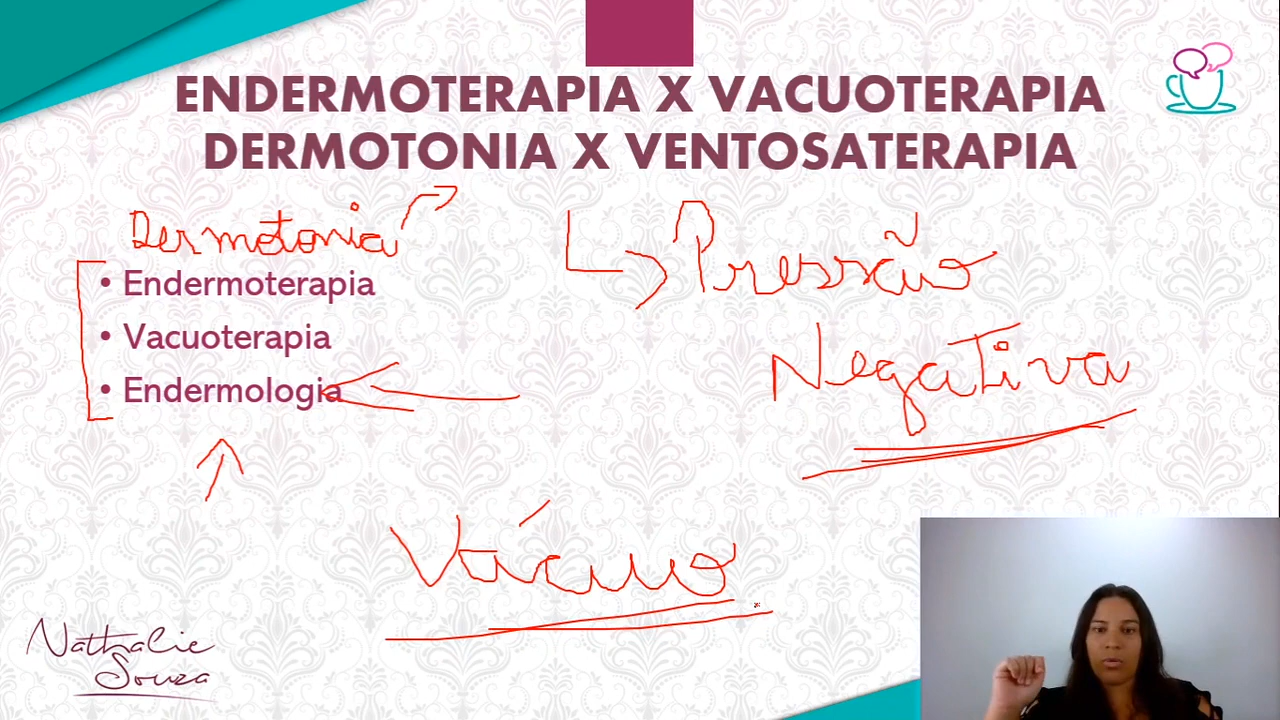 ENDERMOTERAPIA X VACUOTERAPIA
DERMOTONIA X VENTOSATERAPIA
Dermotonia
• Endermoterapia
• Vacuoterapia
• Endermologia
Pressão
Negativa
Vácuo
Nathalie
Souza